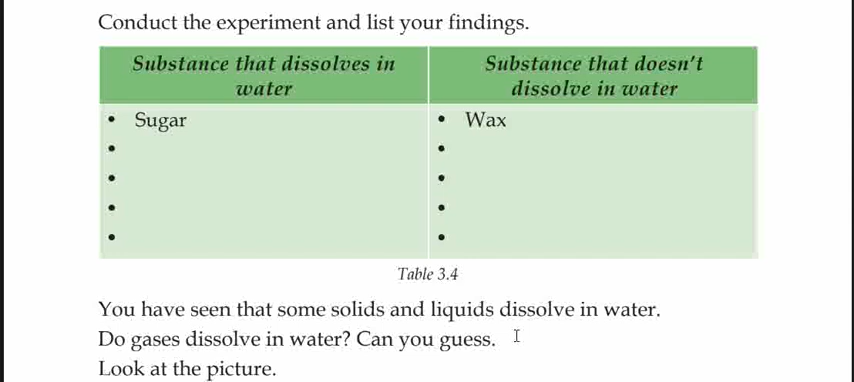 Conduct the experiment and list your findings.
Substance that dissolves in water
Substance that doesn't dissolve in water
• Sugar
•
•
•
•
• Wax
•
•
•
•
Table 3.4
You have seen that some solids and liquids dissolve in water.
Do gases dissolve in water? Can you guess.
Look at the picture.